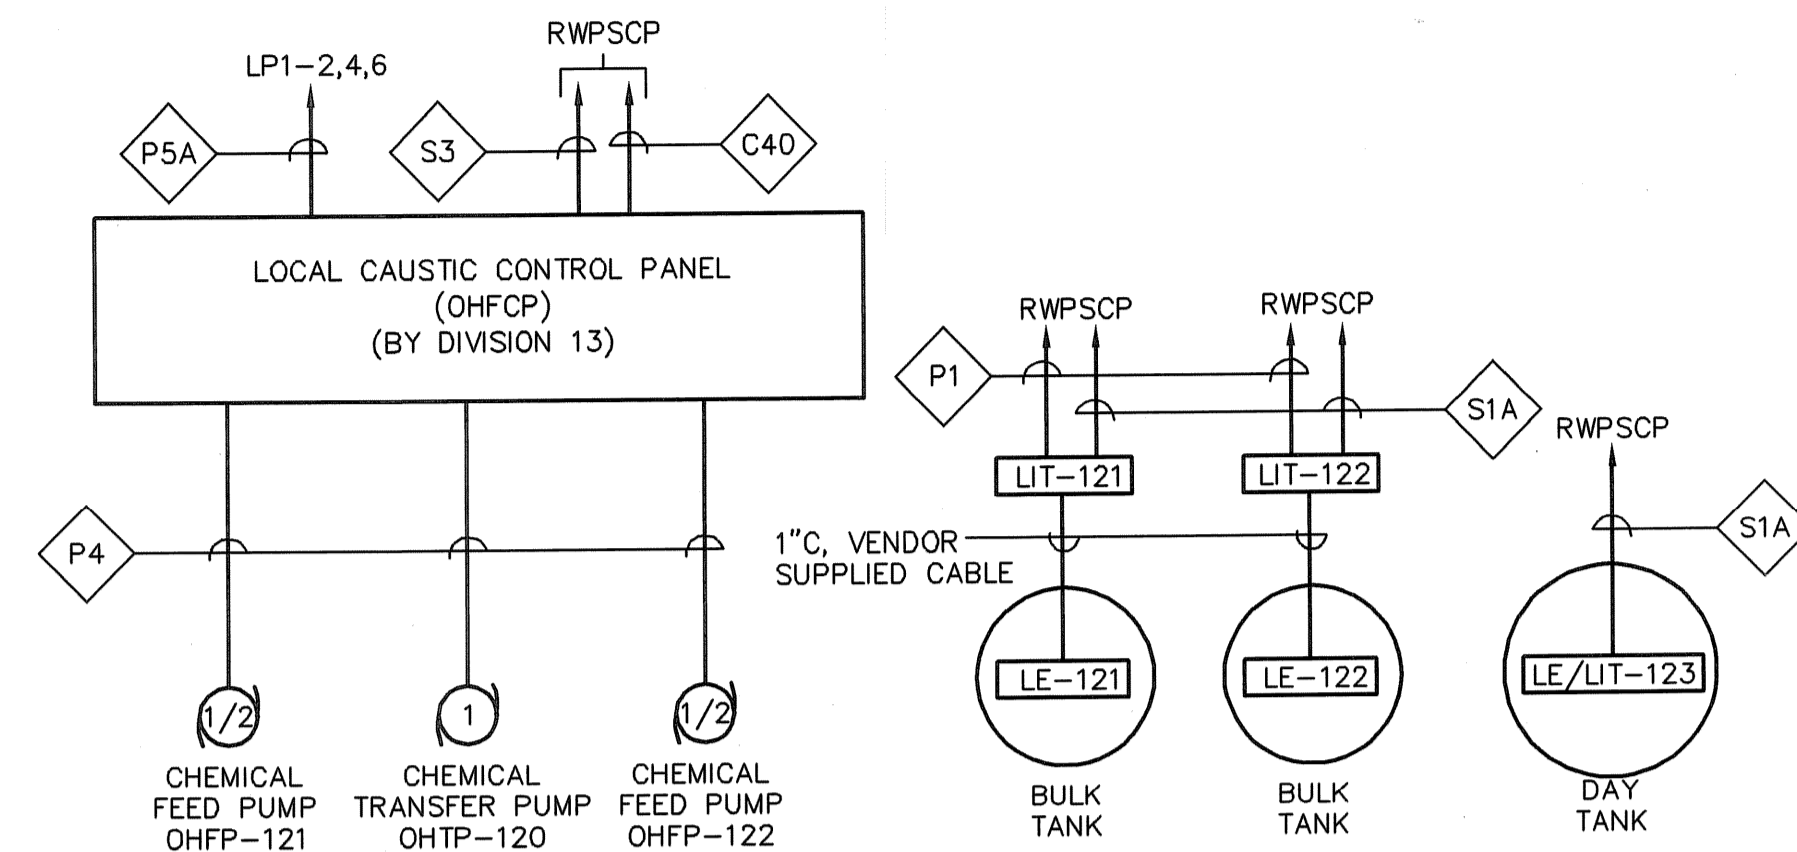 LP1-2,4,6
RWPSCP
P5A
S3
C40
LOCAL CAUSTIC CONTROL PANEL
(OHFCP)
(BY DIVISION 13)
P4
1/2
1
1/2
CHEMICAL
FEED PUMP
OHFP-121
CHEMICAL
TRANSFER PUMP
OHTP-120
CHEMICAL
FEED PUMP
OHFP-122
RWPSCP
RWPSCP
P1
S1A
LIT-121
LIT-122
1"C, VENDOR
SUPPLIED CABLE
LE-121
LE-122
BULK
TANK
BULK
TANK
RWPSCP
S1A
LE/LIT-123
DAY
TANK